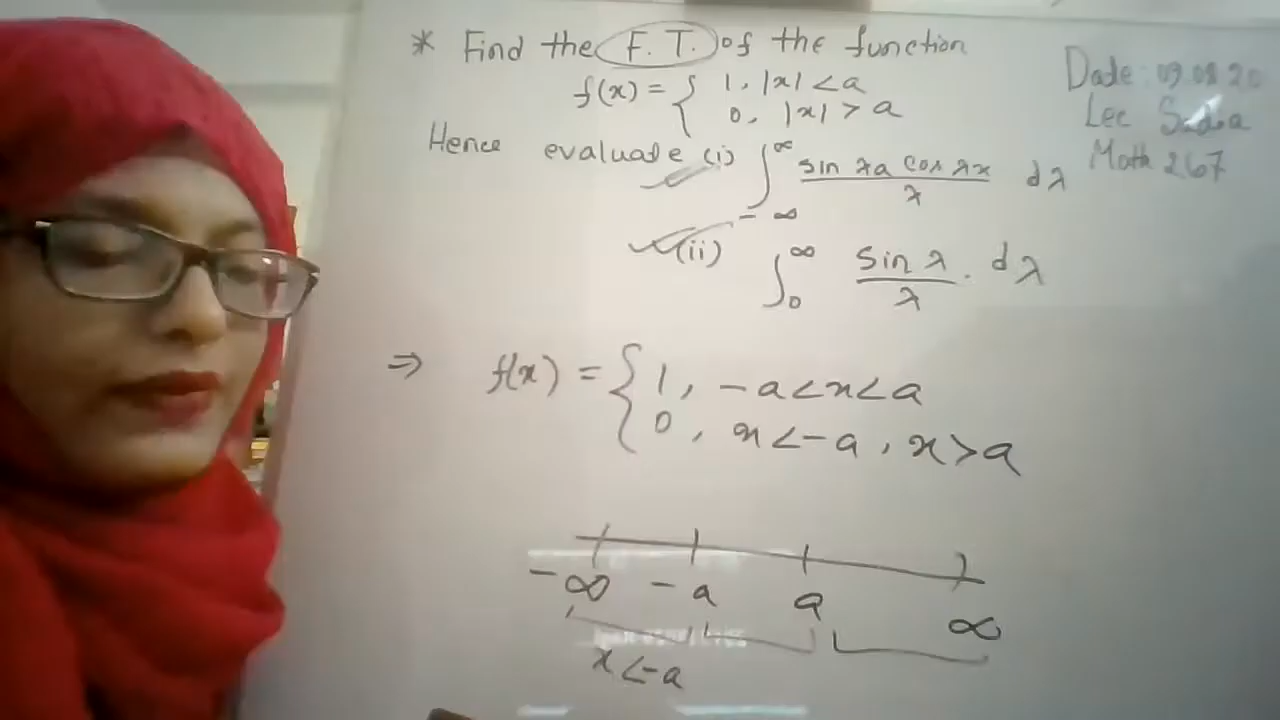 * Find the F. T. of the function
f(x) = { 1, |x| < a
0, |x| > a
Date: 09.08.20
Lec Sadia
Math 267
Hence evaluate (i) ∫_{-∞}^{∞} sin λa cos λx / λ dλ
(ii) ∫_0^∞ sin λ / λ . dλ
⇒ f(x) = { 1, -a<x<a
0, x<-a, x>a
-∞ -a a ∞
x<-a